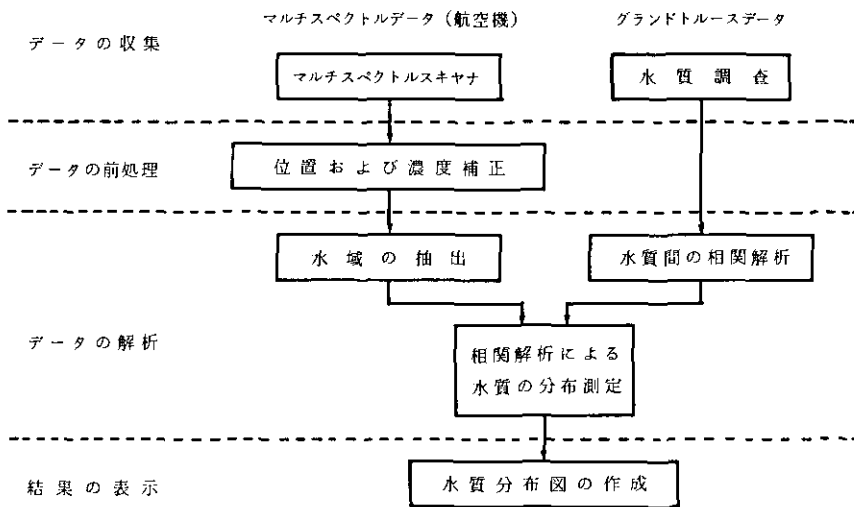 マルチスペクトルデータ(航空機)
グランドトルースデータ
データの収集
マルチスペクトルスキヤナ
水質調査
データの前処理
位置および濃度補正
水域の抽出
水質間の相関解析
データの解析
相関解析による
水質の分布測定
結果の表示
水質分布図の作成